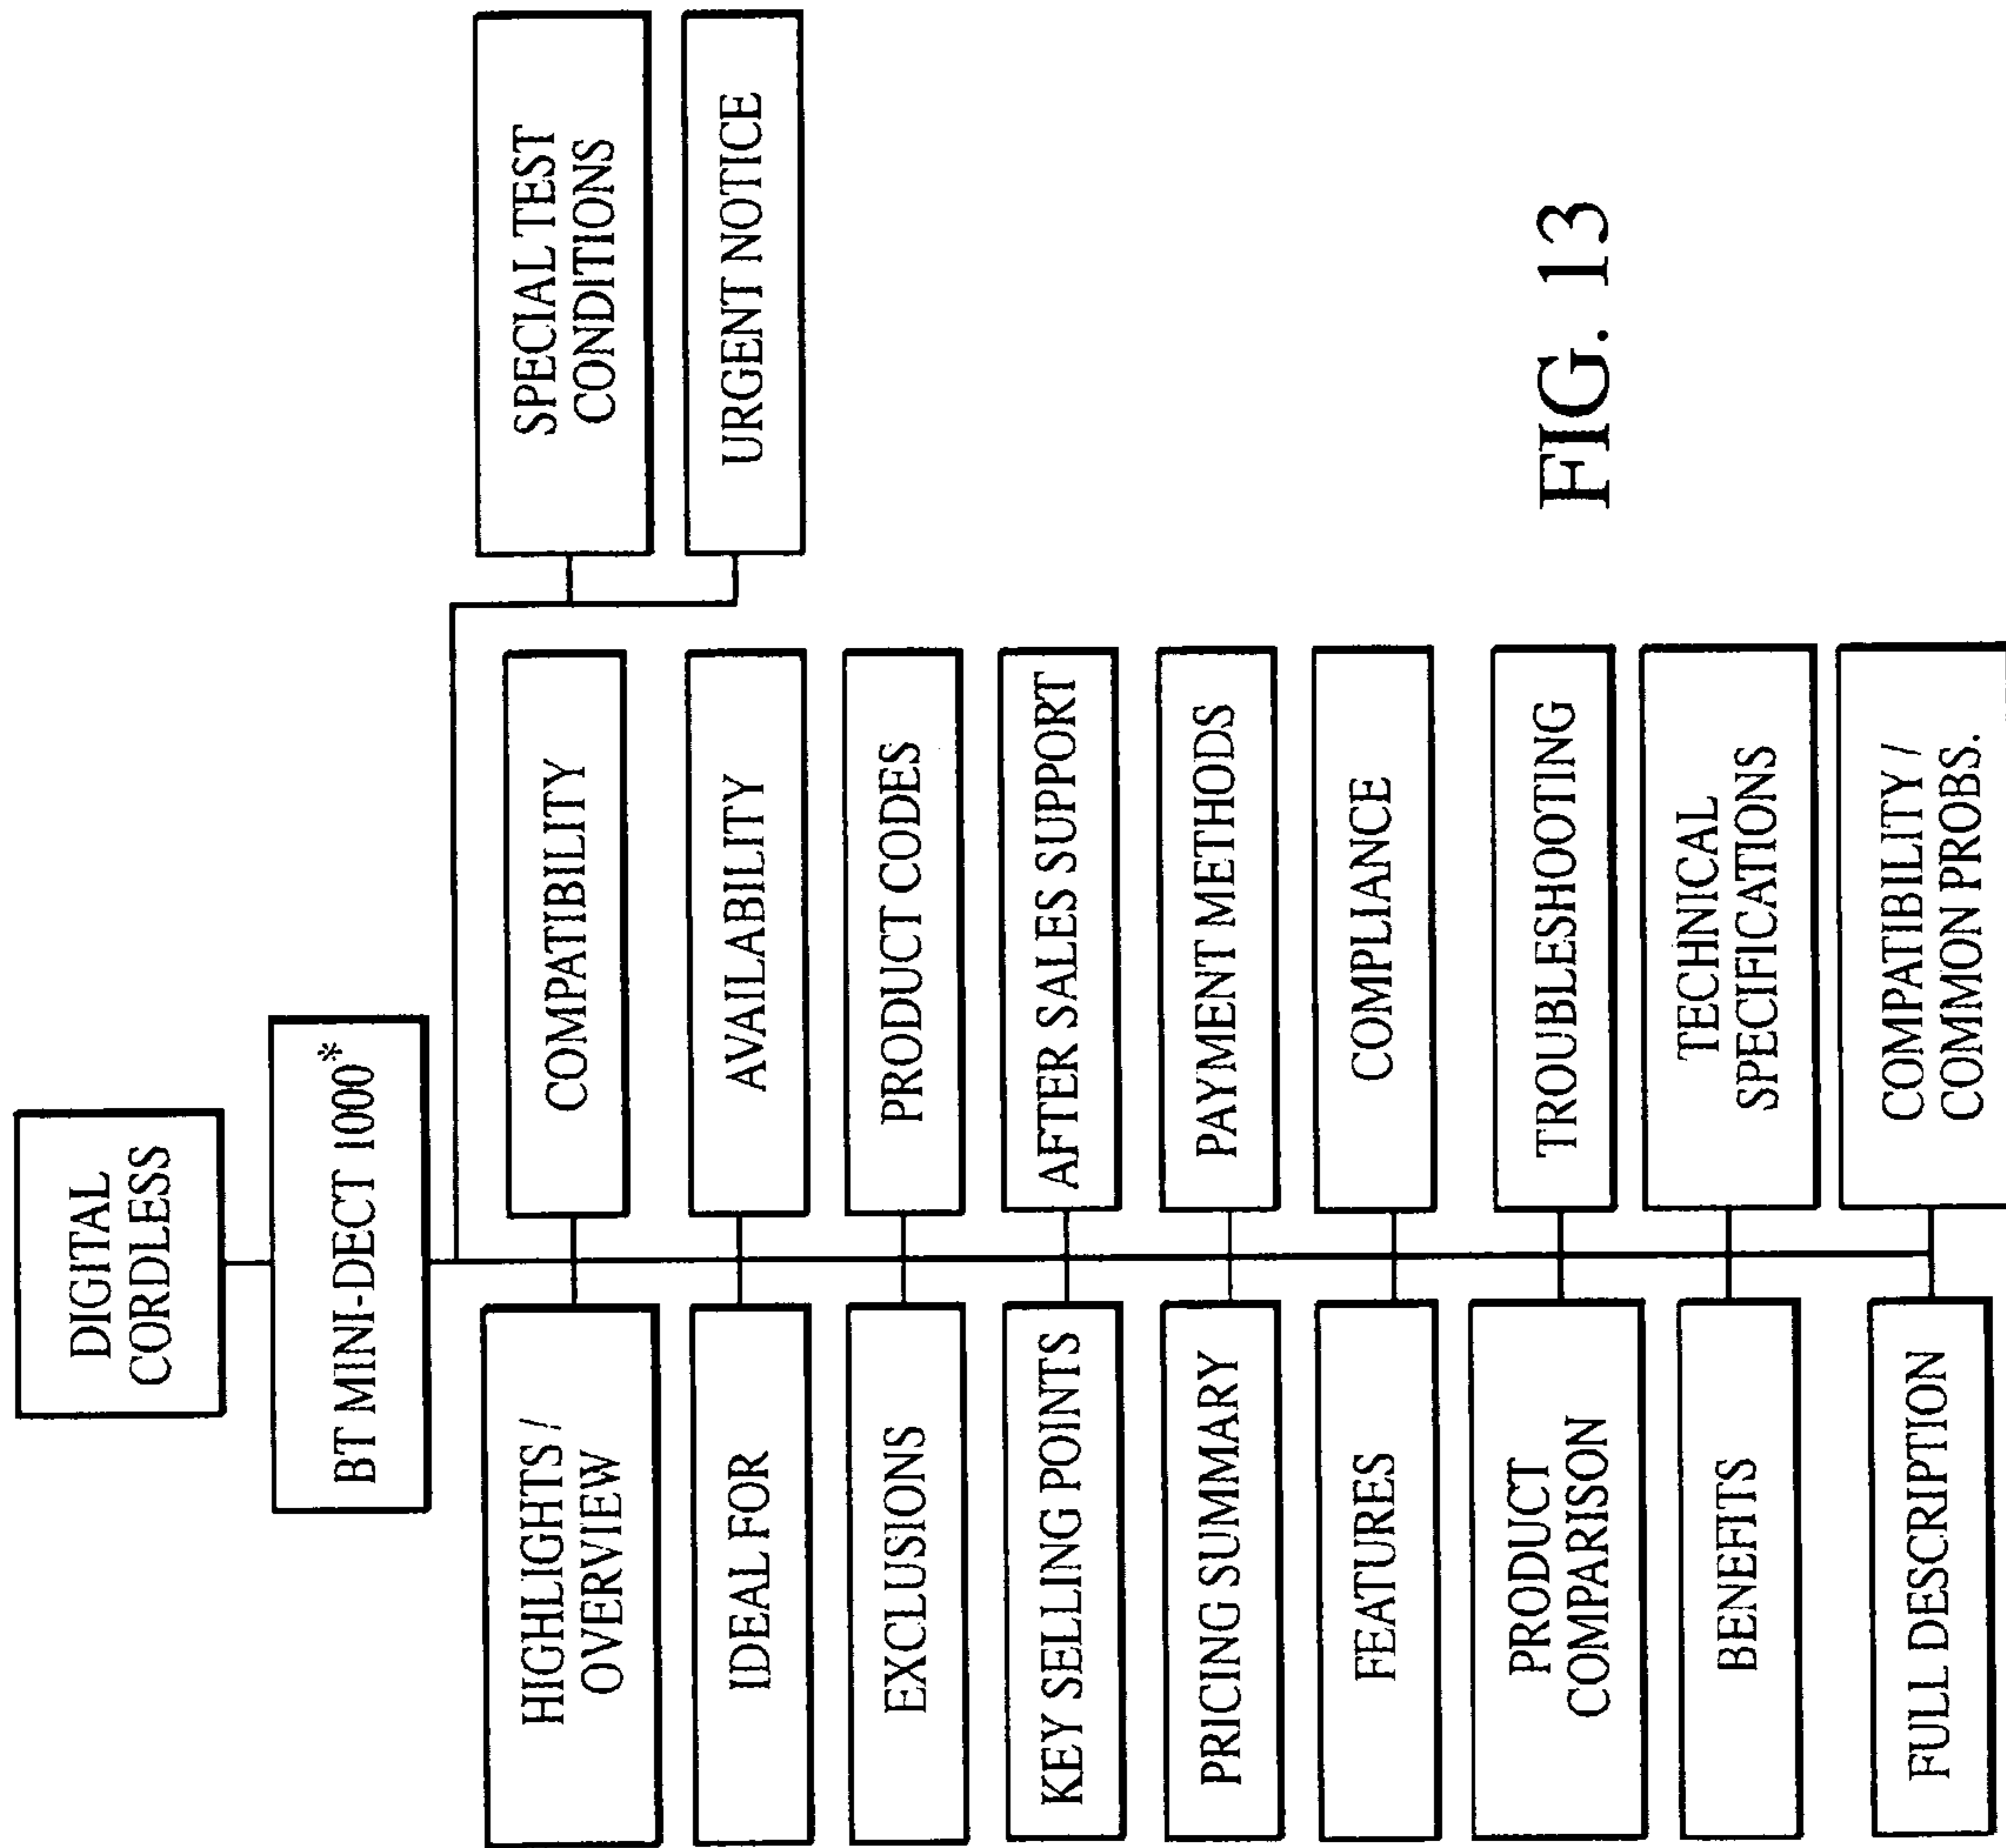 DIGITAL
CORDLESS
BT MINI-DECT 1000*
HIGHLIGHTS /
OVERVIEW
IDEAL FOR
EXCLUSIONS
KEY SELLING POINTS
PRICING SUMMARY
FEATURES
PRODUCT
COMPARISON
BENEFITS
FULL DESCRIPTION
COMPATIBILITY
AVAILABILITY
PRODUCT CODES
AFTER SALES SUPPORT
PAYMENT METHODS
COMPLIANCE
TROUBLESHOOTING
TECHNICAL
SPECIFICATIONS
COMPATIBILITY /
COMMON PROBS.
SPECIAL TEST
CONDITIONS
URGENT NOTICE
FIG. 13